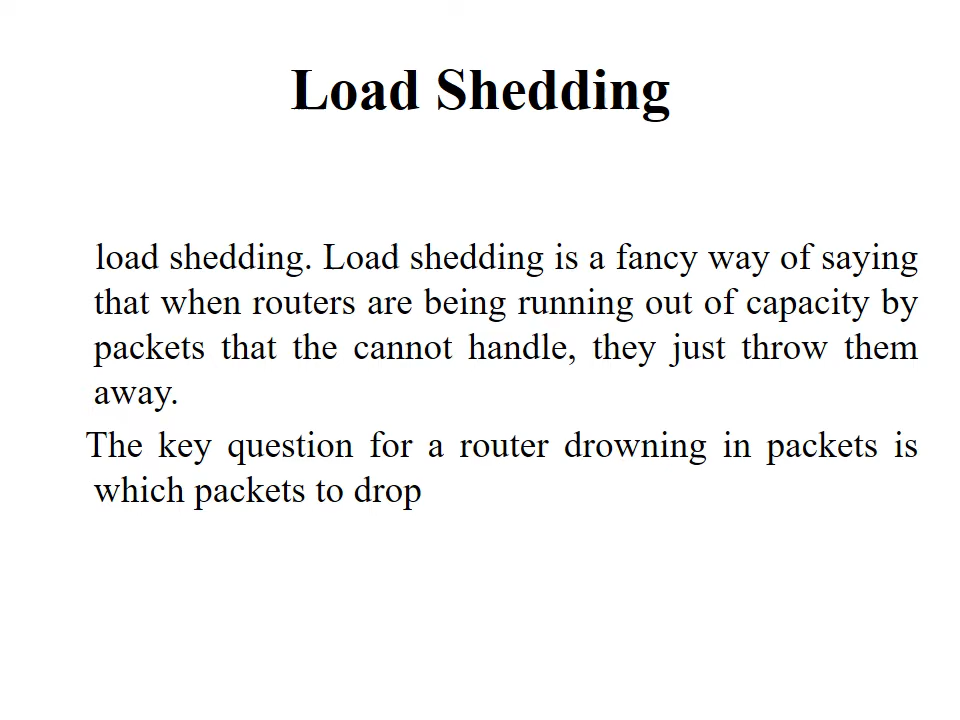 Load Shedding
load shedding. Load shedding is a fancy way of saying
that when routers are being running out of capacity by
packets that the cannot handle, they just throw them
away.
The key question for a router drowning in packets is
which packets to drop